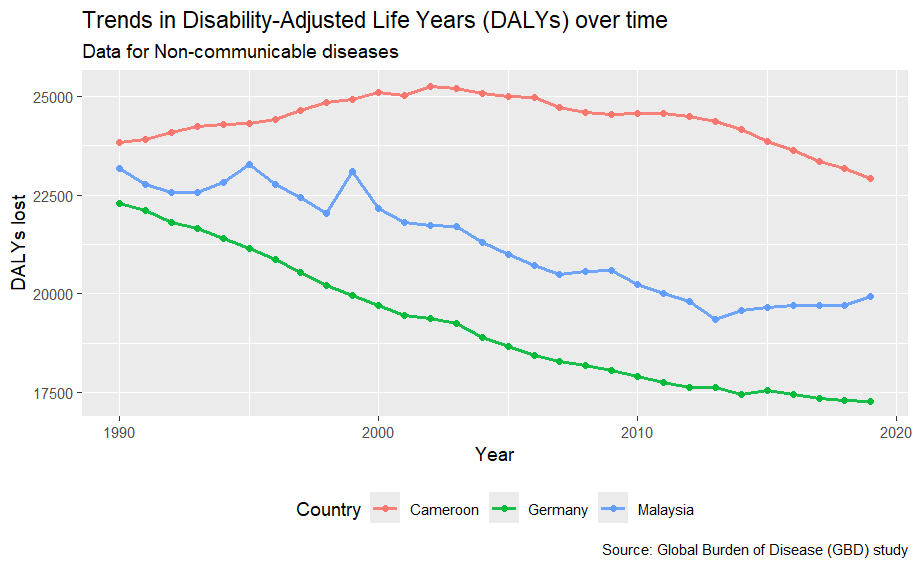 Trends in Disability-Adjusted Life Years (DALYs) over time
Data for Non-communicable diseases
DALYs lost
25000
22500
20000
17500
1990 2000 2010 2020
Year
Country Cameroon Germany Malaysia
Source: Global Burden of Disease (GBD) study